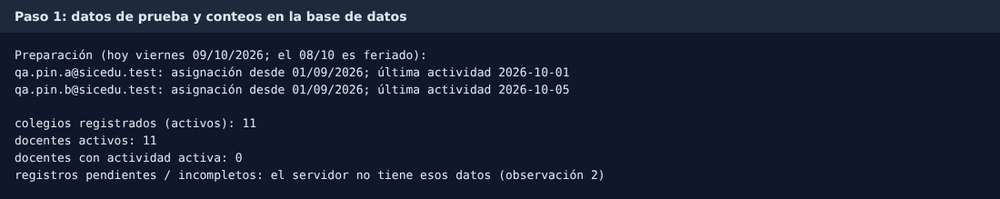 Paso 1: datos de prueba y conteos en la base de datos
Preparación (hoy viernes 09/10/2026; el 08/10 es feriado):
qa.pin.a@sicedu.test: asignación desde 01/09/2026; última actividad 2026-10-01
qa.pin.b@sicedu.test: asignación desde 01/09/2026; última actividad 2026-10-05
colegios registrados (activos): 11
docentes activos: 11
docentes con actividad activa: 0
registros pendientes / incompletos: el servidor no tiene esos datos (observación 2)